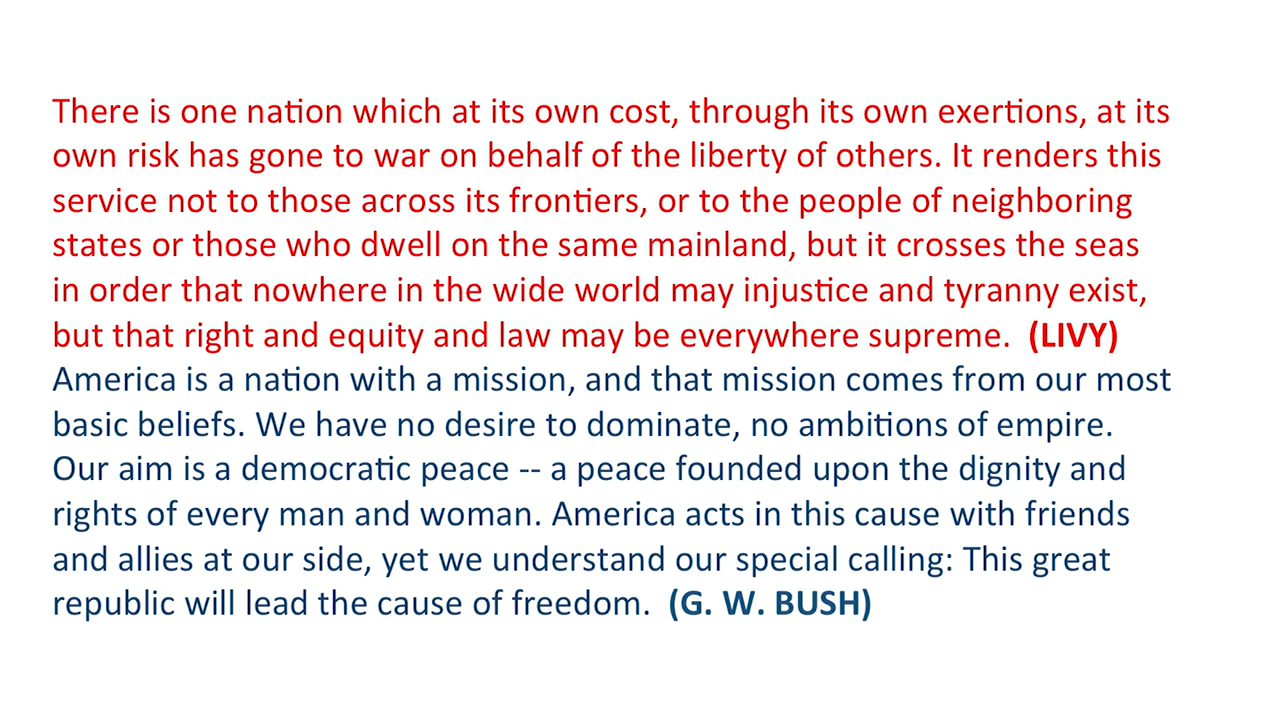 There is one nation which at its own cost, through its own exertions, at its
own risk has gone to war on behalf of the liberty of others. It renders this
service not to those across its frontiers, or to the people of neighboring
states or those who dwell on the same mainland, but it crosses the seas
in order that nowhere in the wide world may injustice and tyranny exist,
but that right and equity and law may be everywhere supreme. (LIVY)
America is a nation with a mission, and that mission comes from our most
basic beliefs. We have no desire to dominate, no ambitions of empire.
Our aim is a democratic peace -- a peace founded upon the dignity and
rights of every man and woman. America acts in this cause with friends
and allies at our side, yet we understand our special calling: This great
republic will lead the cause of freedom. (G. W. BUSH)